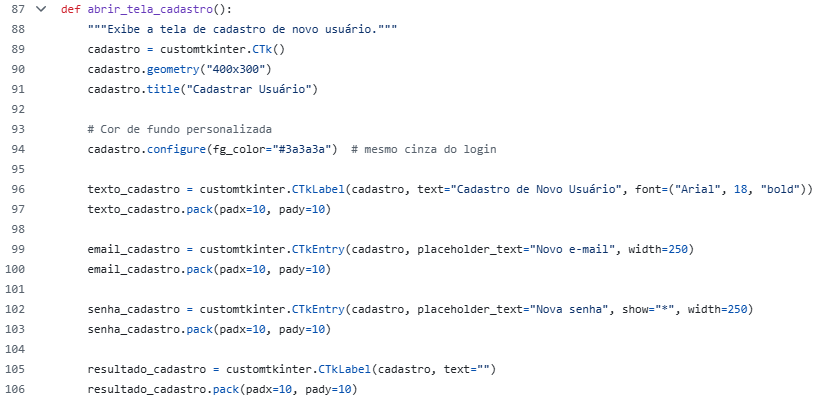 87 def abrir_tela_cadastro():
88 """Exibe a tela de cadastro de novo usuário."""
89 cadastro = customtkinter.CTk()
90 cadastro.geometry("400x300")
91 cadastro.title("Cadastrar Usuário")
92
93 # Cor de fundo personalizada
94 cadastro.configure(fg_color="#3a3a3a")  # mesmo cinza do login
95
96 texto_cadastro = customtkinter.CTkLabel(cadastro, text="Cadastro de Novo Usuário", font=("Arial", 18, "bold"))
97 texto_cadastro.pack(padx=10, pady=10)
98
99 email_cadastro = customtkinter.CTkEntry(cadastro, placeholder_text="Novo e-mail", width=250)
100 email_cadastro.pack(padx=10, pady=10)
101
102 senha_cadastro = customtkinter.CTkEntry(cadastro, placeholder_text="Nova senha", show="*", width=250)
103 senha_cadastro.pack(padx=10, pady=10)
104
105 resultado_cadastro = customtkinter.CTkLabel(cadastro, text="")
106 resultado_cadastro.pack(padx=10, pady=10)